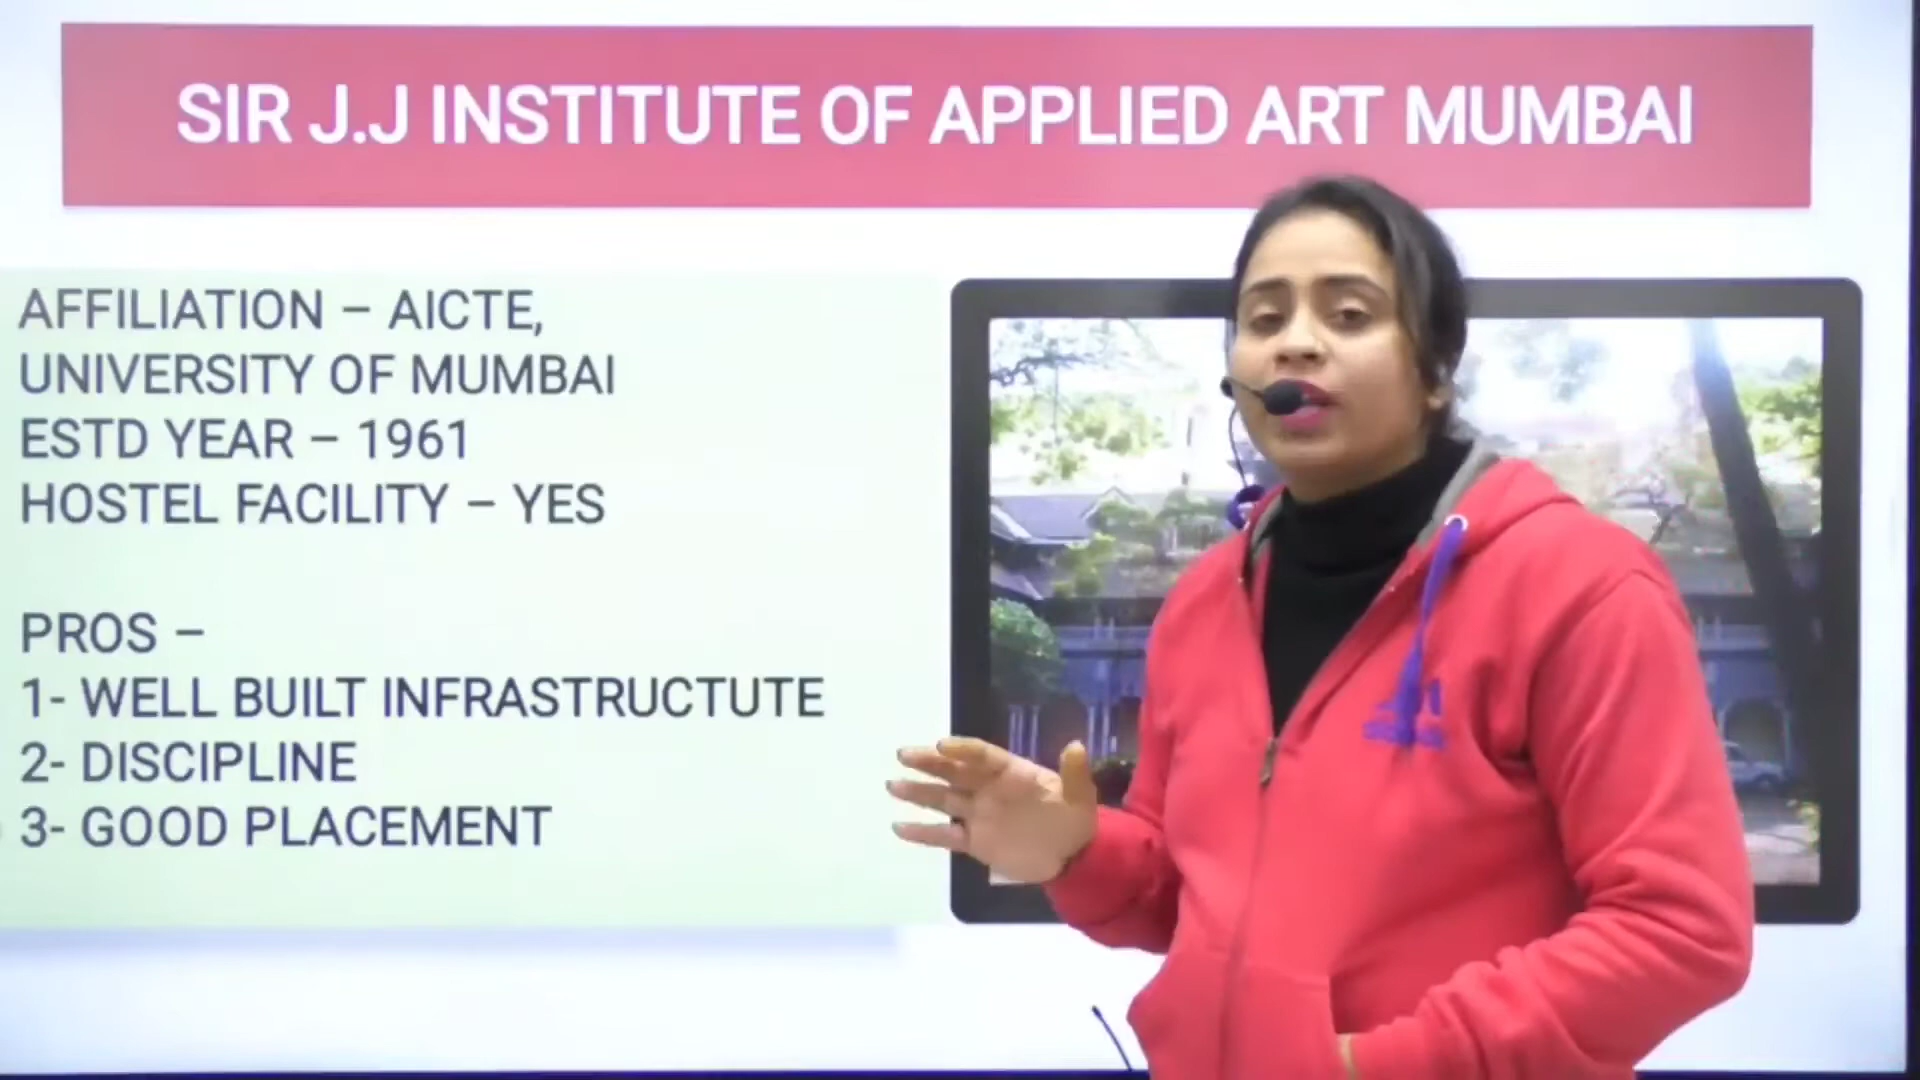 SIR J.J INSTITUTE OF APPLIED ART MUMBAI
AFFILIATION – AICTE,
UNIVERSITY OF MUMBAI
ESTD YEAR – 1961
HOSTEL FACILITY – YES
PROS –
1- WELL BUILT INFRASTRUCTUTE
2- DISCIPLINE
3- GOOD PLACEMENT